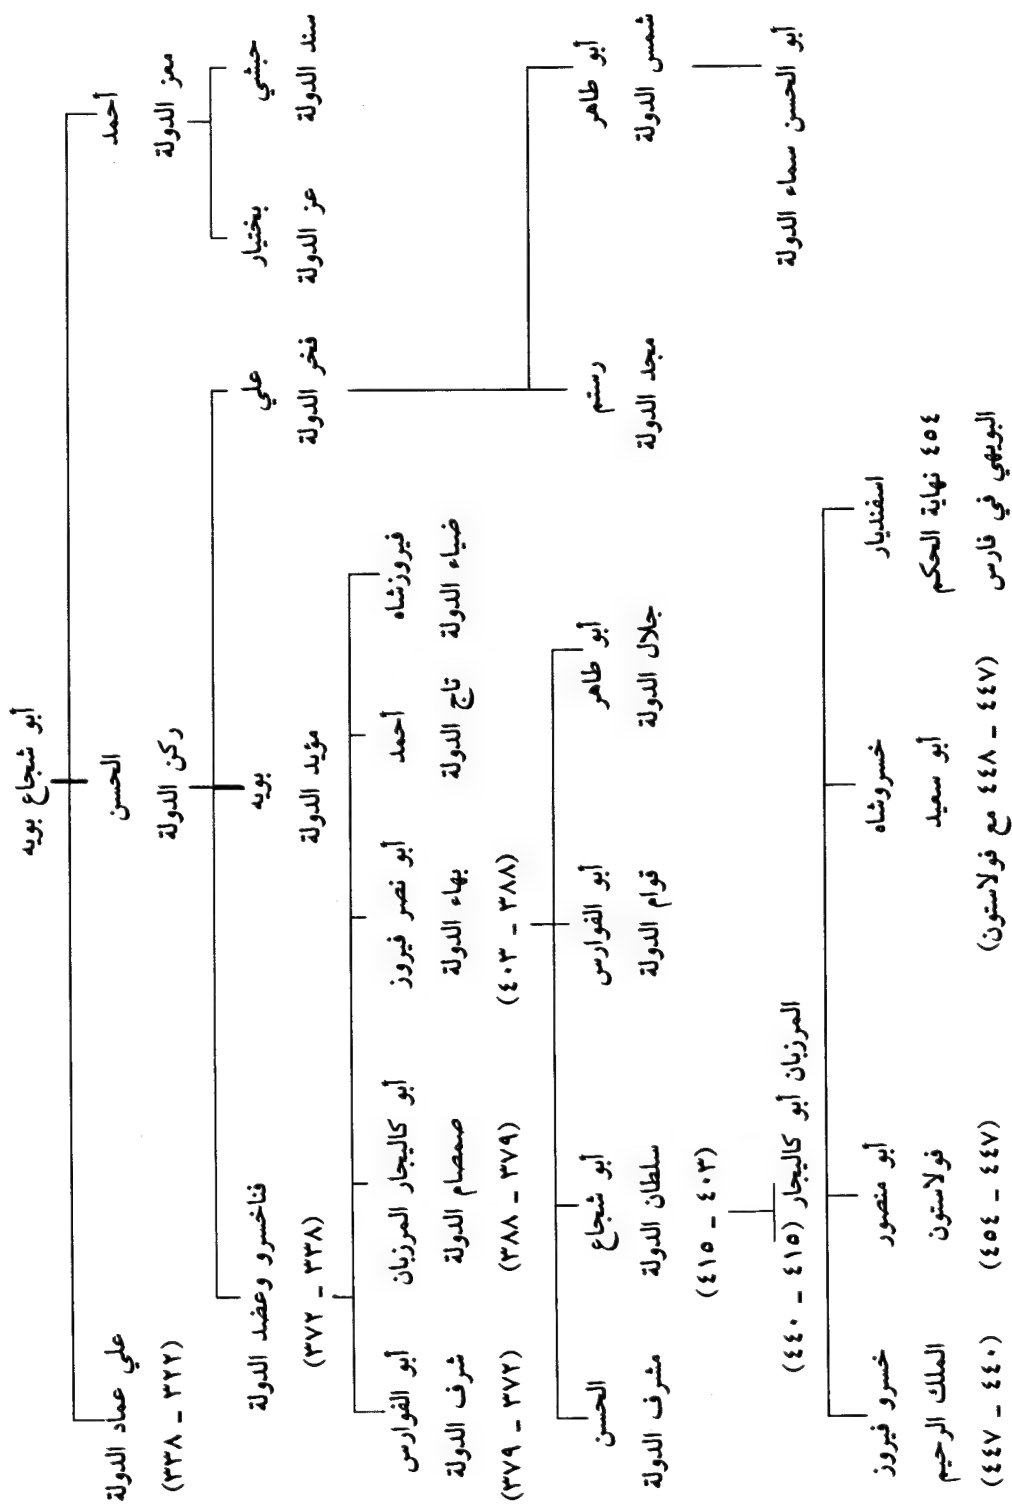 أبو شجاع بويه
أحمد
معز الدولة
الحسن
ركن الدولة
علي عماد الدولة
(٣٢٢ – ٣٣٨)
حبشي
سند الدولة
بختيار
عز الدولة
علي
فخر الدولة
بويه
مؤيد الدولة
فناخسرو وعضد الدولة
(٣٣٨ – ٣٧٢)
فيروزشاه
ضياء الدولة
أحمد
تاج الدولة
أبو نصر فيروز
بهاء الدولة
(٣٨٨ – ٤٠٣)
أبو كاليجار المرزبان
صمصام الدولة
(٣٧٩ – ٣٨٨)
أبو الفوارس
شرف الدولة
(٣٧٢ – ٣٧٩)
أبو طاهر
شمس الدولة
رستم
مجد الدولة
أبو طاهر
جلال الدولة
أبو الفوارس
قوام الدولة
أبو شجاع
سلطان الدولة
(٤٠٣ – ٤١٥)
الحسن
مشرف الدولة
أبو الحسن سماء الدولة
المرزبان أبو كاليجار (٤١٥ – ٤٤٠)
اسفنديار
٤٥٤ نهاية الحكم
البويهي في فارس
خسروشاه
أبو سعيد
(٤٤٧ – ٤٤٨ مع فولاستون)
أبو منصور
فولاستون
(٤٤٧ – ٤٥٤)
خسرو فيروز
الملك الرحيم
(٤٤٠ – ٤٤٧)